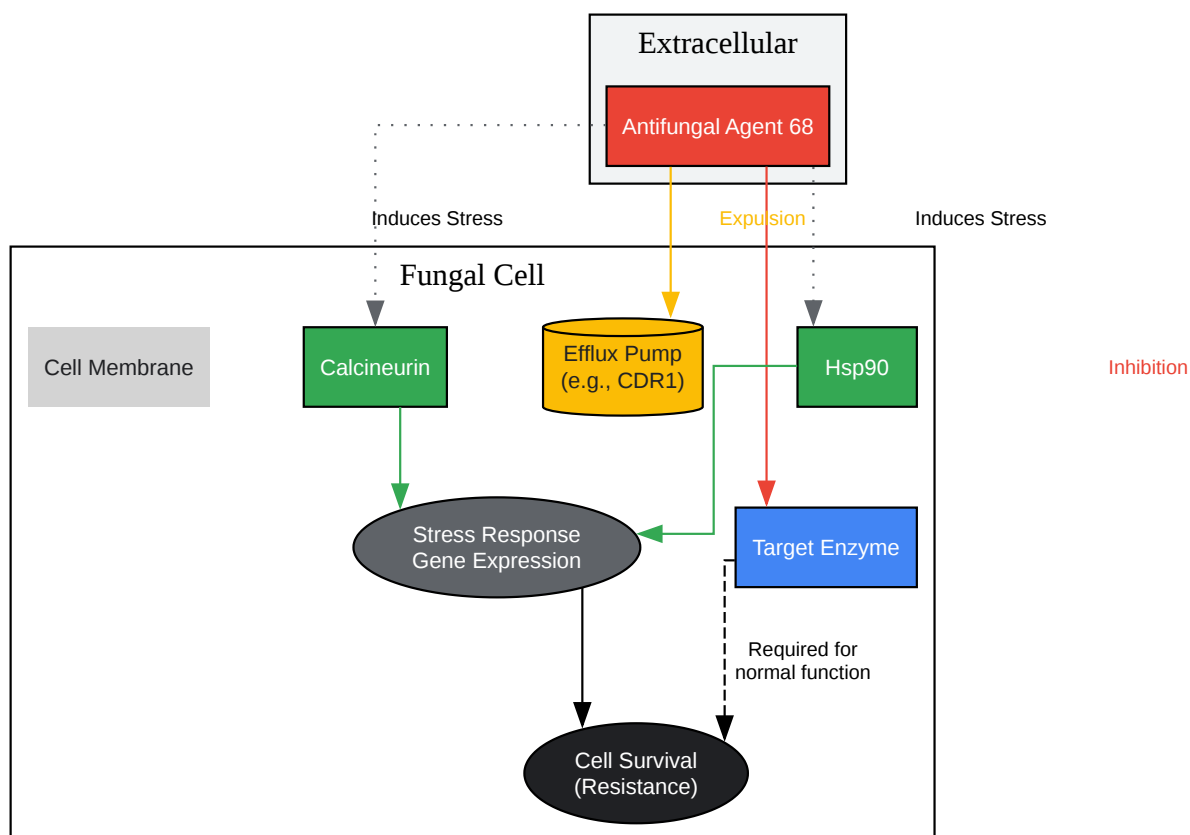 Extracellular
Antifungal Agent 68
Induces Stress
Expulsion
Induces Stress
Fungal Cell
Cell Membrane
Calcineurin
Efflux Pump
(e.g., CDR1)
Hsp90
Inhibition
Stress Response
Gene Expression
Target Enzyme
Required for
normal function
Cell Survival
(Resistance)